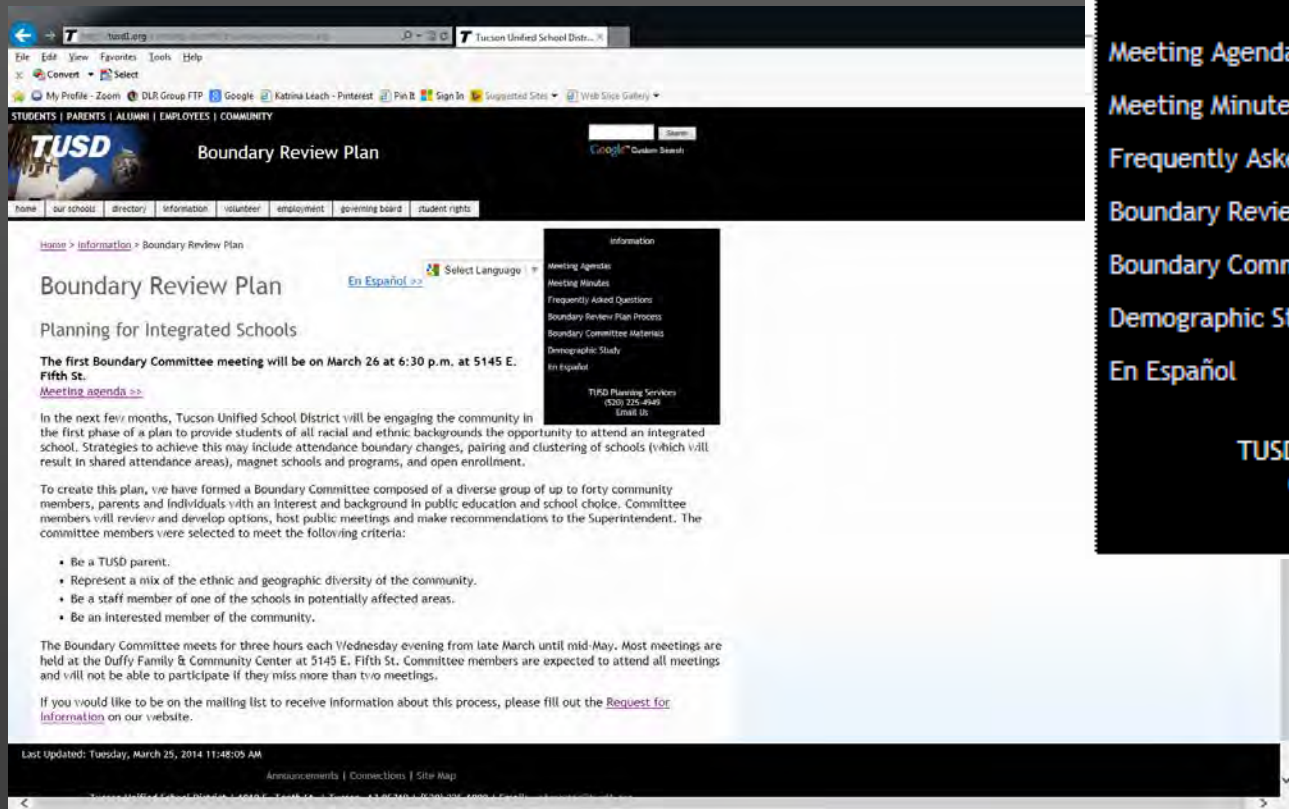 tusd1.org
Tucson Unified School Distr...
File Edit View Favorites Tools Help
Convert Select
My Profile - Zoom DLR Group FTP Google Katrina Leach - Pinterest Pin It Sign In Suggested Sites Web Slice Gallery
STUDENTS | PARENTS | ALUMNI | EMPLOYEES | COMMUNITY
TUSD
Boundary Review Plan
Search
Google™ Custom Search
home our schools directory information volunteer employment governing board student rights
Home > Information > Boundary Review Plan
Select Language
Boundary Review Plan
En Español >>
Planning for Integrated Schools
The first Boundary Committee meeting will be on March 26 at 6:30 p.m. at 5145 E.
Fifth St.
Meeting agenda >>
In the next few months, Tucson Unified School District will be engaging the community in
the first phase of a plan to provide students of all racial and ethnic backgrounds the opportunity to attend an integrated
school. Strategies to achieve this may include attendance boundary changes, pairing and clustering of schools (which will
result in shared attendance areas), magnet schools and programs, and open enrollment.
To create this plan, we have formed a Boundary Committee composed of a diverse group of up to forty community
members, parents and individuals with an interest and background in public education and school choice. Committee
members will review and develop options, host public meetings and make recommendations to the Superintendent. The
committee members were selected to meet the following criteria:
• Be a TUSD parent.
• Represent a mix of the ethnic and geographic diversity of the community.
• Be a staff member of one of the schools in potentially affected areas.
• Be an interested member of the community.
The Boundary Committee meets for three hours each Wednesday evening from late March until mid-May. Most meetings are
held at the Duffy Family & Community Center at 5145 E. Fifth St. Committee members are expected to attend all meetings
and will not be able to participate if they miss more than two meetings.
If you would like to be on the mailing list to receive information about this process, please fill out the Request for
Information on our website.
Information
Meeting Agendas
Meeting Minutes
Frequently Asked Questions
Boundary Review Plan Process
Boundary Committee Materials
Demographic Study
En Español
TUSD Planning Services
(520) 225-4949
Email Us
Last Updated: Tuesday, March 25, 2014 11:48:05 AM
Announcements | Connections | Site Map
Meeting Agenda
Meeting Minute
Frequently Aske
Boundary Revie
Boundary Comm
Demographic St
En Español
TUSD